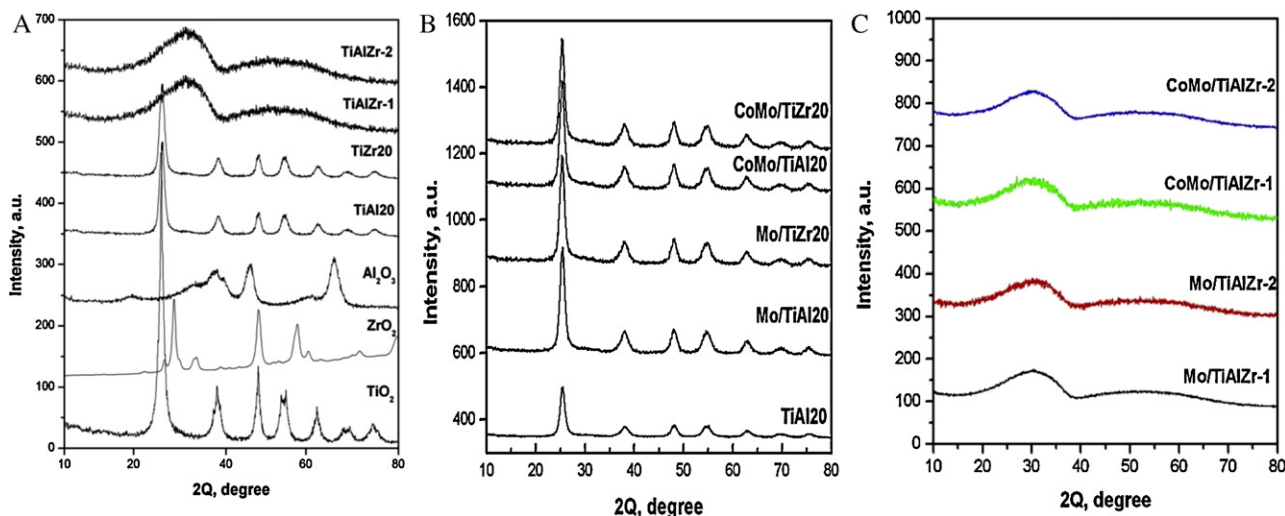 A
700
600
500
400
300
200
100
0
Intensity, a.u.
TiAlZr-2
TiAlZr-1
TiZr20
TiAl20
Al2O3
ZrO2
TiO2
10 20 40 60 80
2Q, degree
B
1600
1400
1200
1000
800
600
400
Intensity, a.u.
CoMo/TiZr20
CoMo/TiAl20
Mo/TiZr20
Mo/TiAl20
TiAl20
10 20 30 40 50 60 70 80
2Q, degree
C
1000
900
800
700
600
500
400
300
200
100
0
Intensity, a.u.
CoMo/TiAlZr-2
CoMo/TiAlZr-1
Mo/TiAlZr-2
Mo/TiAlZr-1
10 20 30 40 50 60 70 80
2Q, degree